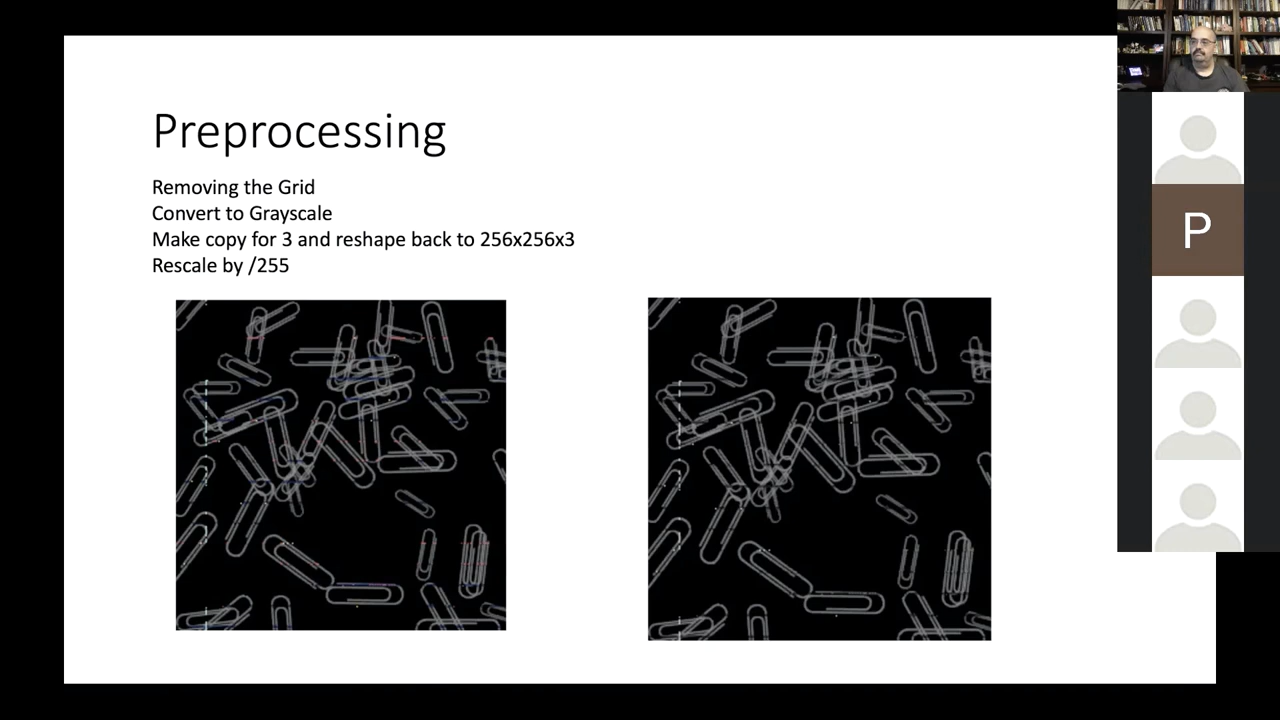 Preprocessing
Removing the Grid
Convert to Grayscale
Make copy for 3 and reshape back to 256x256x3
Rescale by /255
P